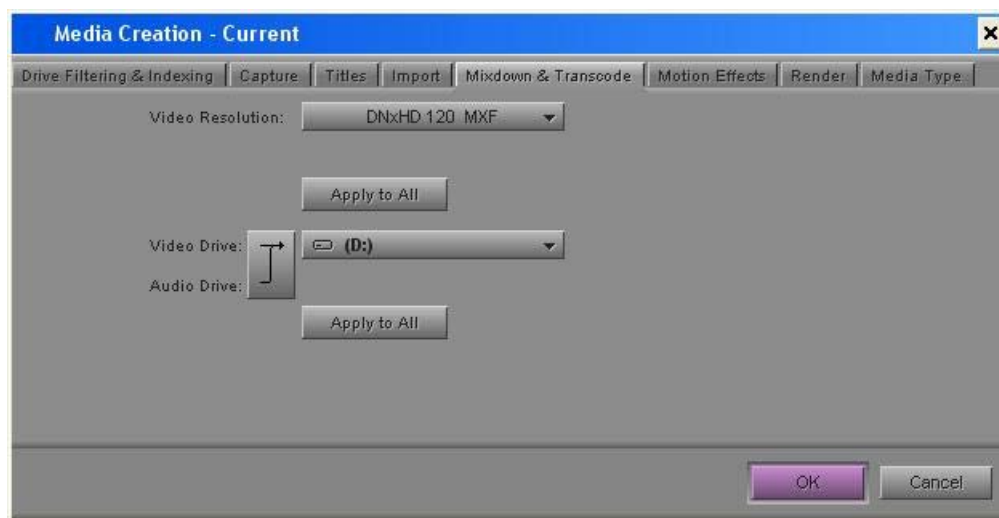 Media Creation - Current
Drive Filtering & Indexing Capture Titles Import Mixdown & Transcode Motion Effects Render Media Type
Video Resolution: DNxHD 120 MXF
Apply to All
Video Drive: (D:)
Audio Drive:
Apply to All
OK Cancel